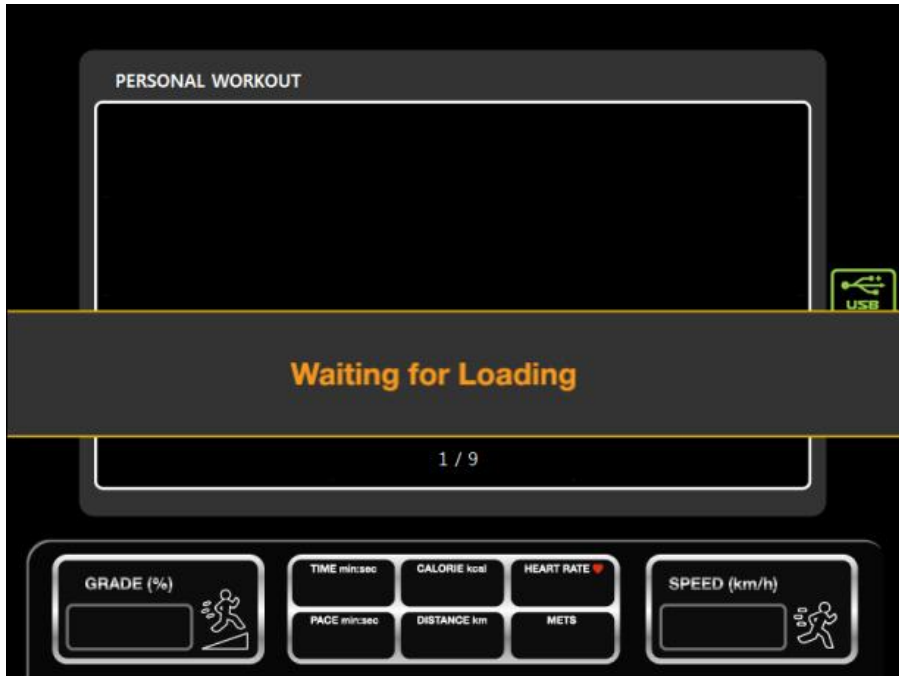 PERSONAL WORKOUT
USB
Waiting for Loading
1 / 9
GRADE (%)
TIME min:sec
CALORIE kcal
HEART RATE
PACE min:sec
DISTANCE km
METS
SPEED (km/h)